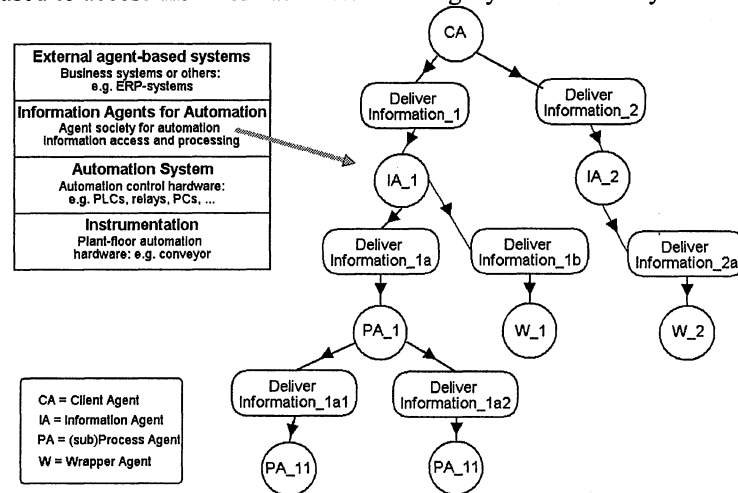 CA
External agent-based systems
Business systems or others:
e.g. ERP-systems
Information Agents for Automation
Agent society for automation
Information access and processing
Automation System
Automation control hardware:
e.g. PLCs, relays, PCs, ...
Instrumentation
Plant-floor automation
hardware: e.g. conveyor
Deliver
Information_1
Deliver
Information_2
IA_1
IA_2
Deliver
Information_1a
Deliver
Information_1b
Deliver
Information_2a
PA_1
W_1
W_2
Deliver
Information_1a1
Deliver
Information_1a2
PA_11
PA_11
CA = Client Agent
IA = Information Agent
PA = (sub)Process Agent
W = Wrapper Agent